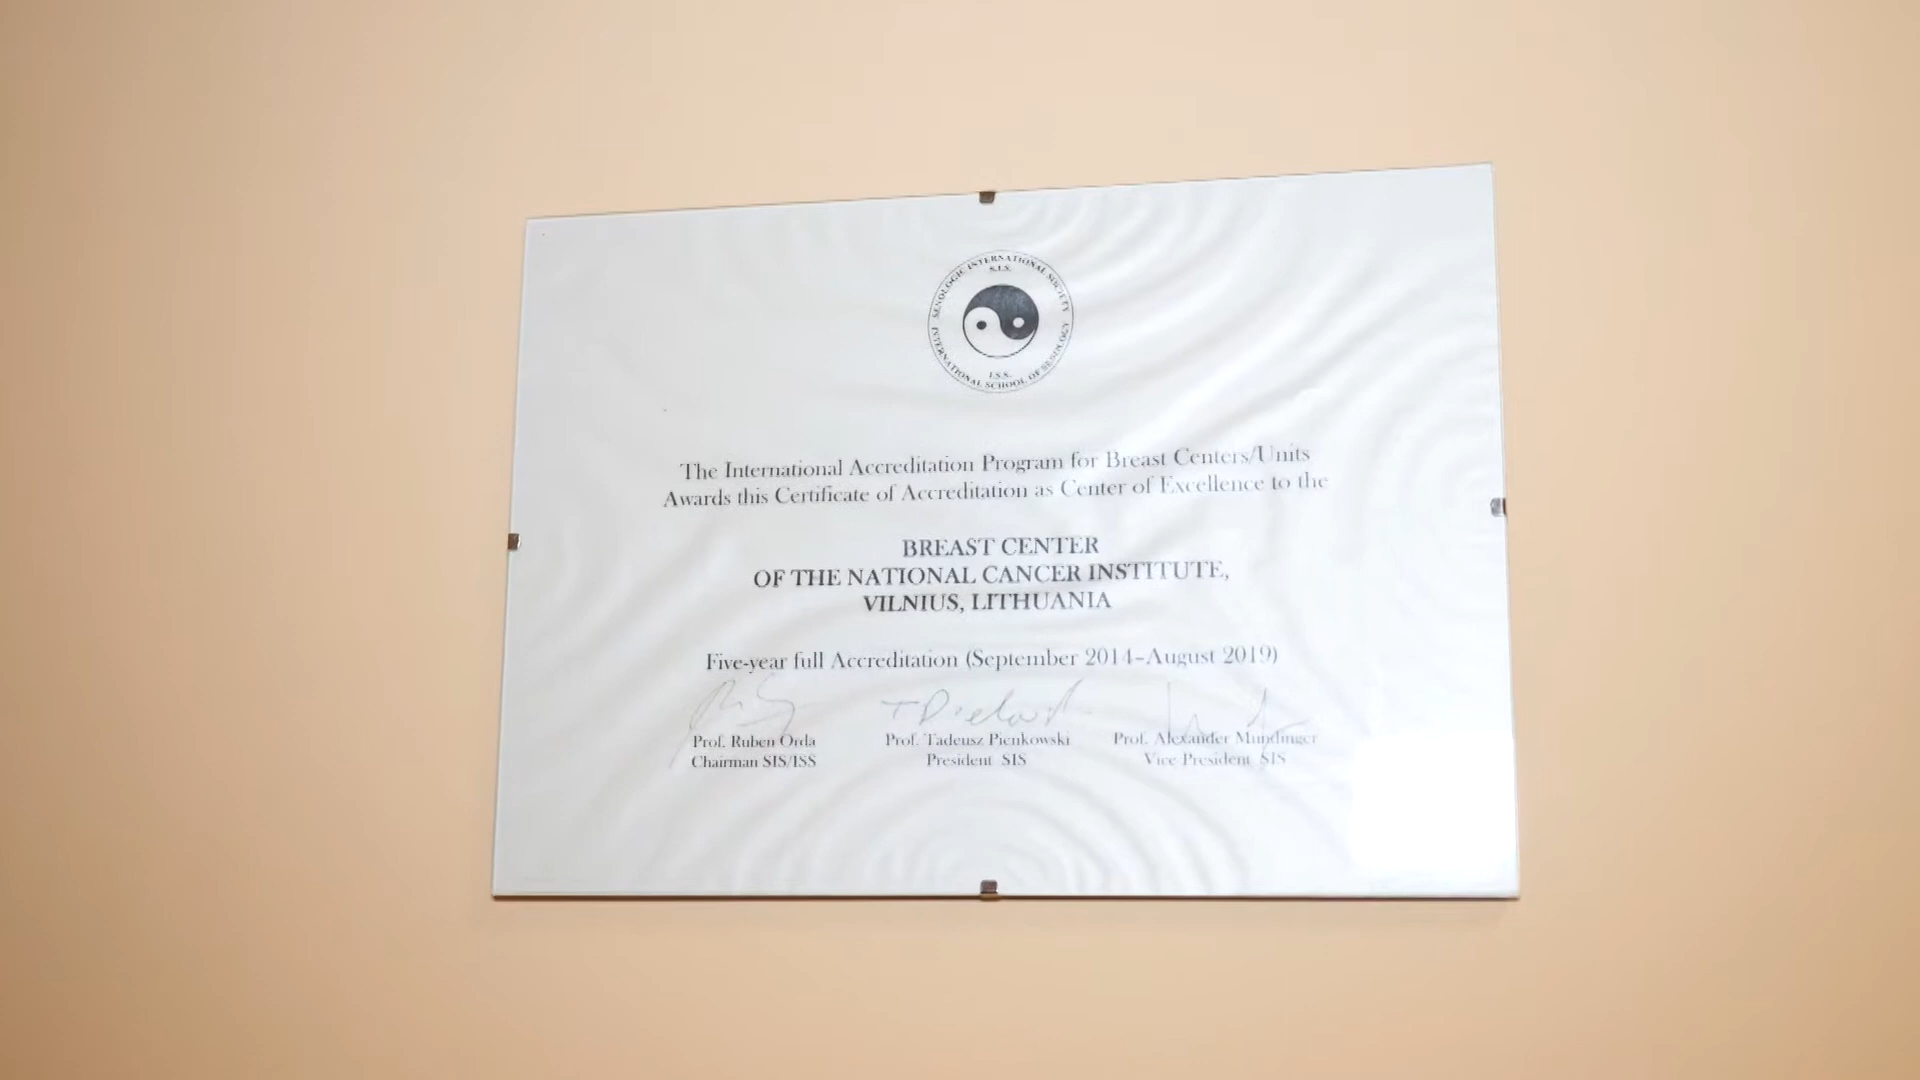 SENOLOGIC INTERNATIONAL SOCIETY
S.I.S.
I.S.S.
INTERNATIONAL SCHOOL OF SENOLOGY
The International Accreditation Program for Breast Centers/Units
Awards this Certificate of Accreditation as Center of Excellence to the
BREAST CENTER
OF THE NATIONAL CANCER INSTITUTE,
VILNIUS, LITHUANIA
Five-year full Accreditation (September 2014–August 2019)
Prof. Ruben Orda Prof. Tadeusz Pienkowski Prof. Alexander Mundinger
Chairman SIS/ISS President SIS Vice President SIS